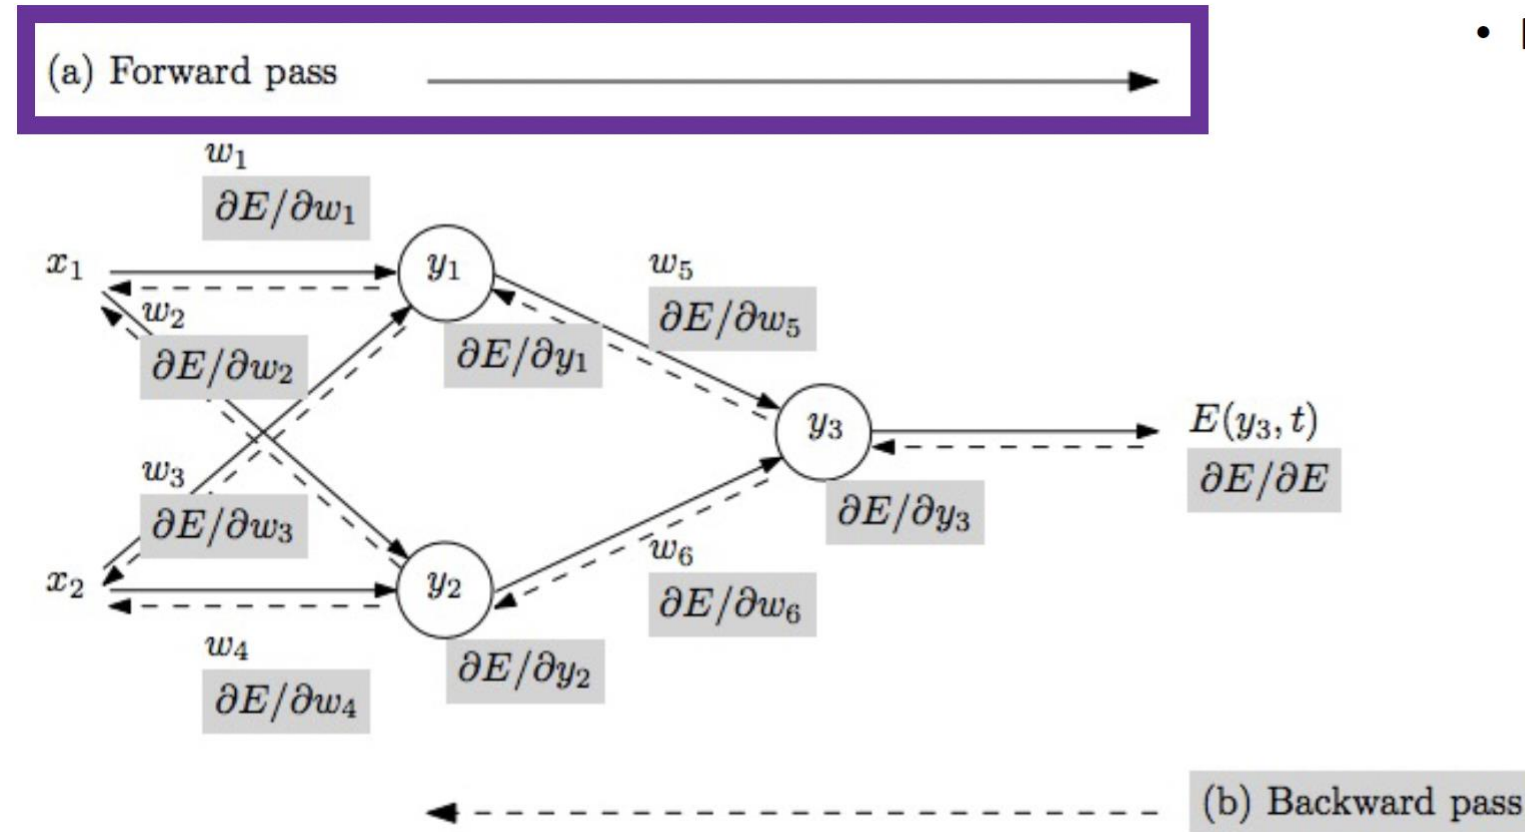 (a) Forward pass
•
w₁
∂E/∂w₁
x₁
y₁
w₅
∂E/∂w₅
w₂
∂E/∂w₂
∂E/∂y₁
y₃
E(y₃, t)
∂E/∂E
w₃
∂E/∂w₃
∂E/∂y₃
x₂
y₂
w₆
∂E/∂w₆
w₄
∂E/∂w₄
∂E/∂y₂
(b) Backward pass